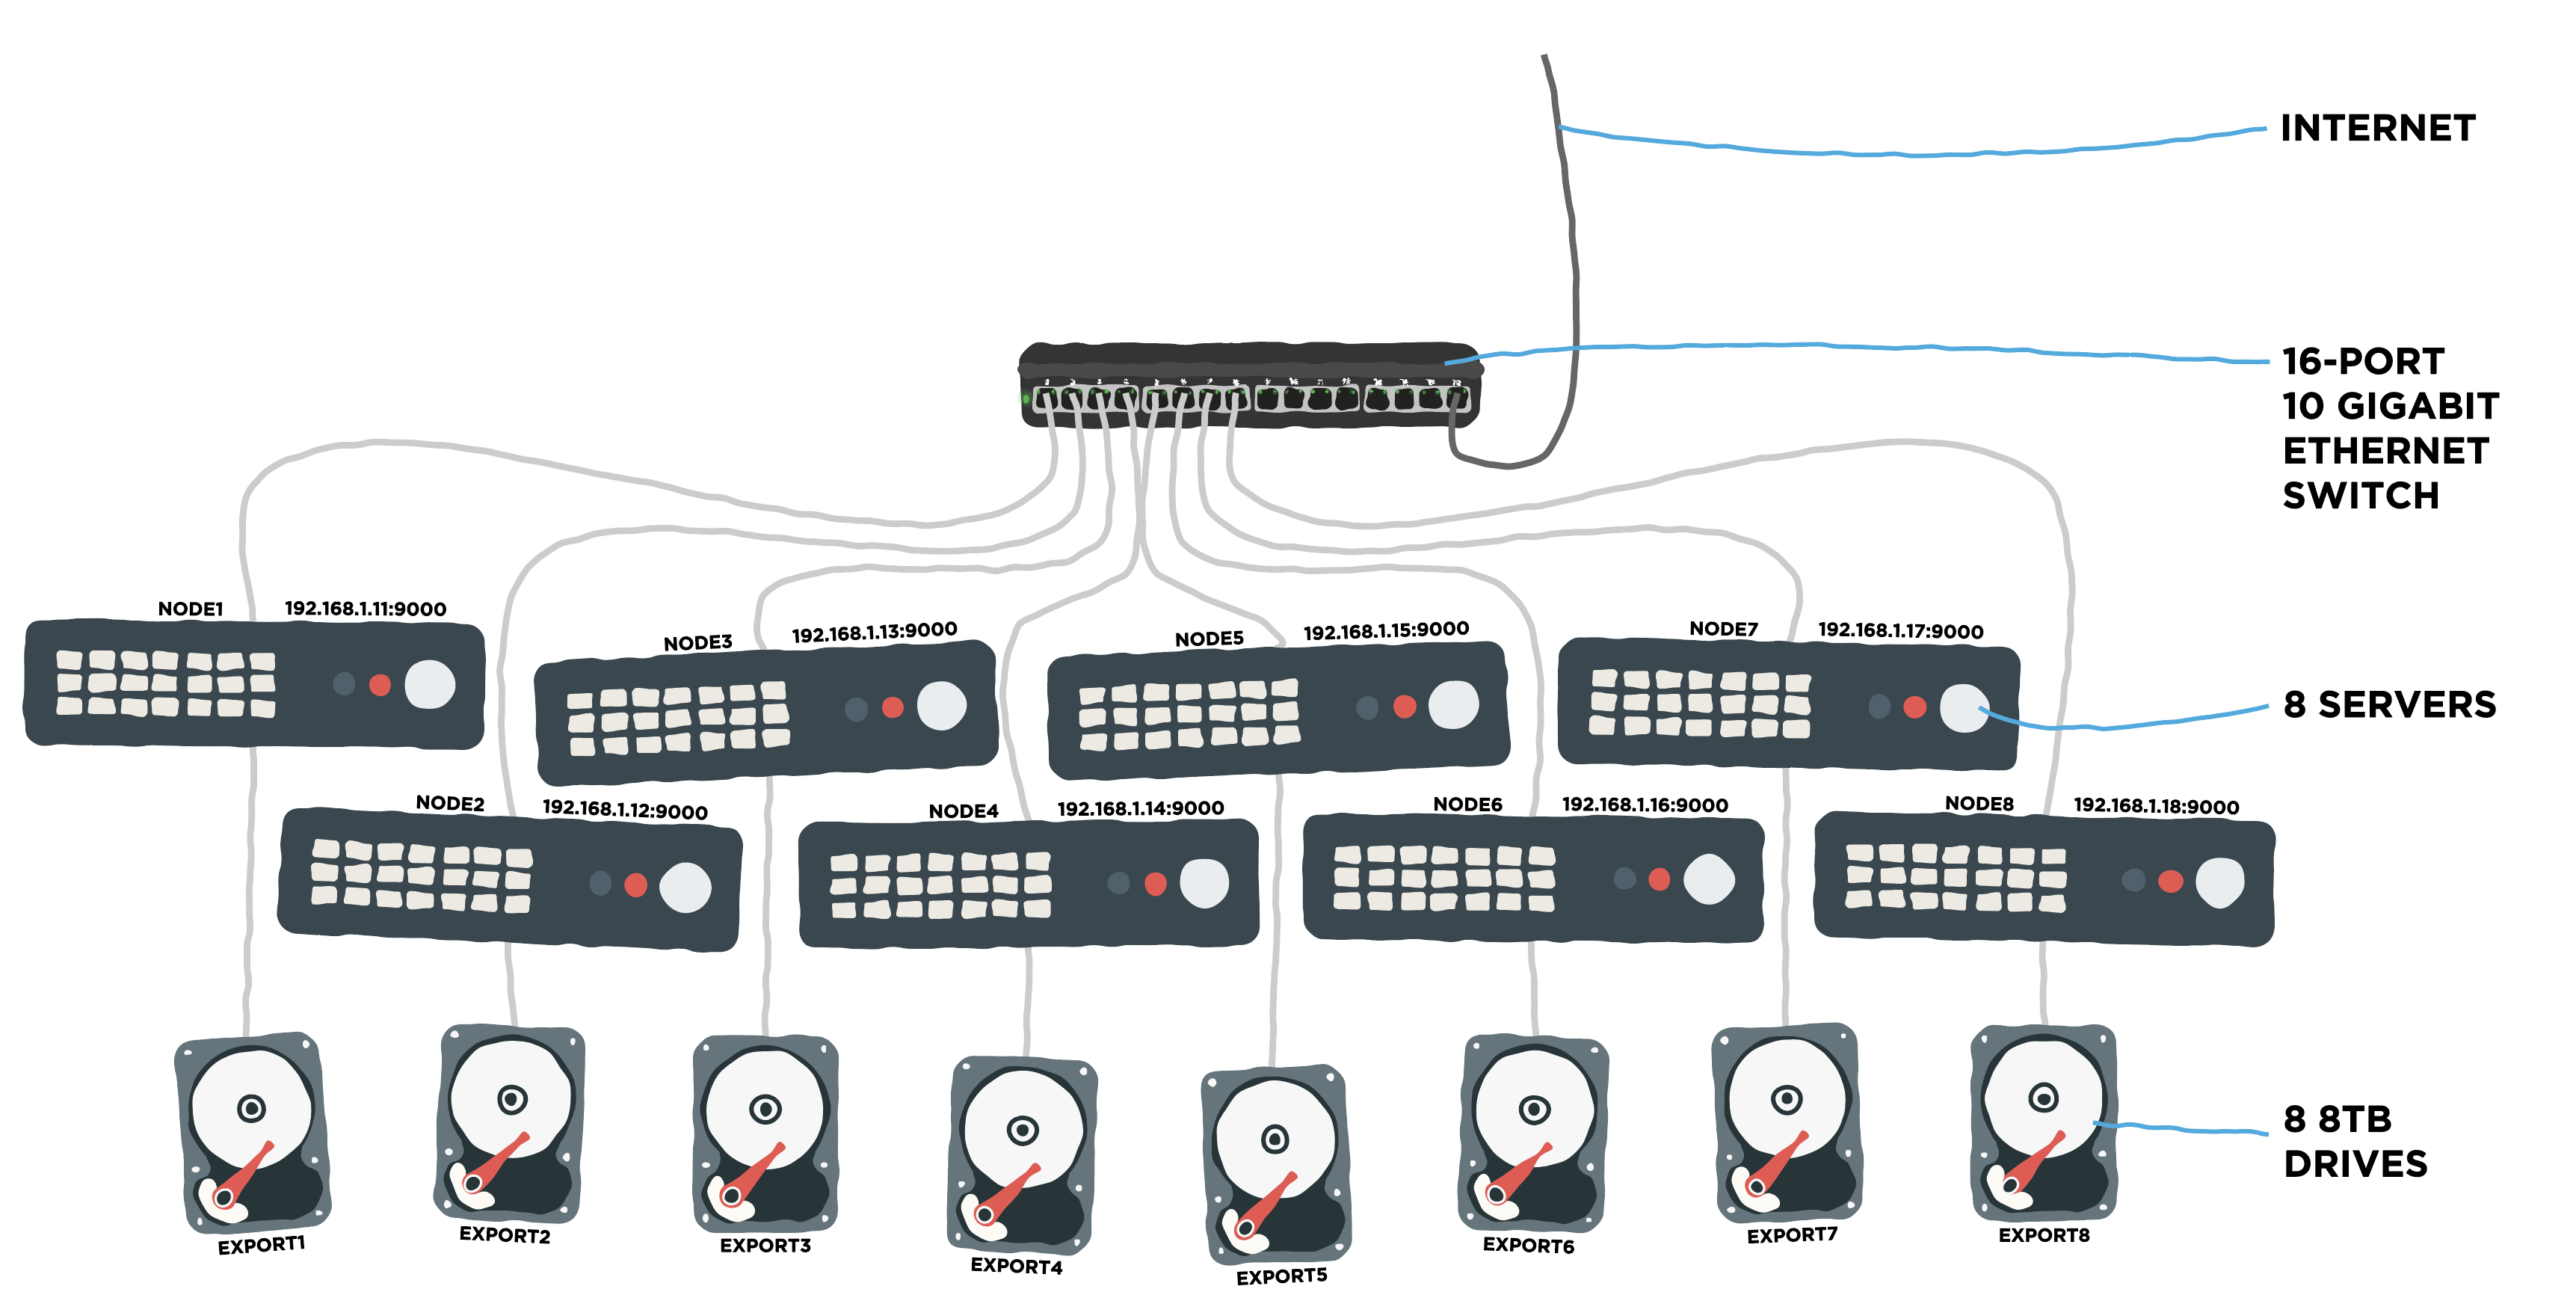 INTERNET
16-PORT
10 GIGABIT
ETHERNET
SWITCH
NODE1 192.168.1.11:9000
NODE3 192.168.1.13:9000
NODE5 192.168.1.15:9000
NODE7 192.168.1.17:9000
8 SERVERS
NODE2 192.168.1.12:9000
NODE4 192.168.1.14:9000
NODE6 192.168.1.16:9000
NODE8 192.168.1.18:9000
8 8TB
DRIVES
EXPORT1
EXPORT2
EXPORT3
EXPORT4
EXPORT5
EXPORT6
EXPORT7
EXPORT8